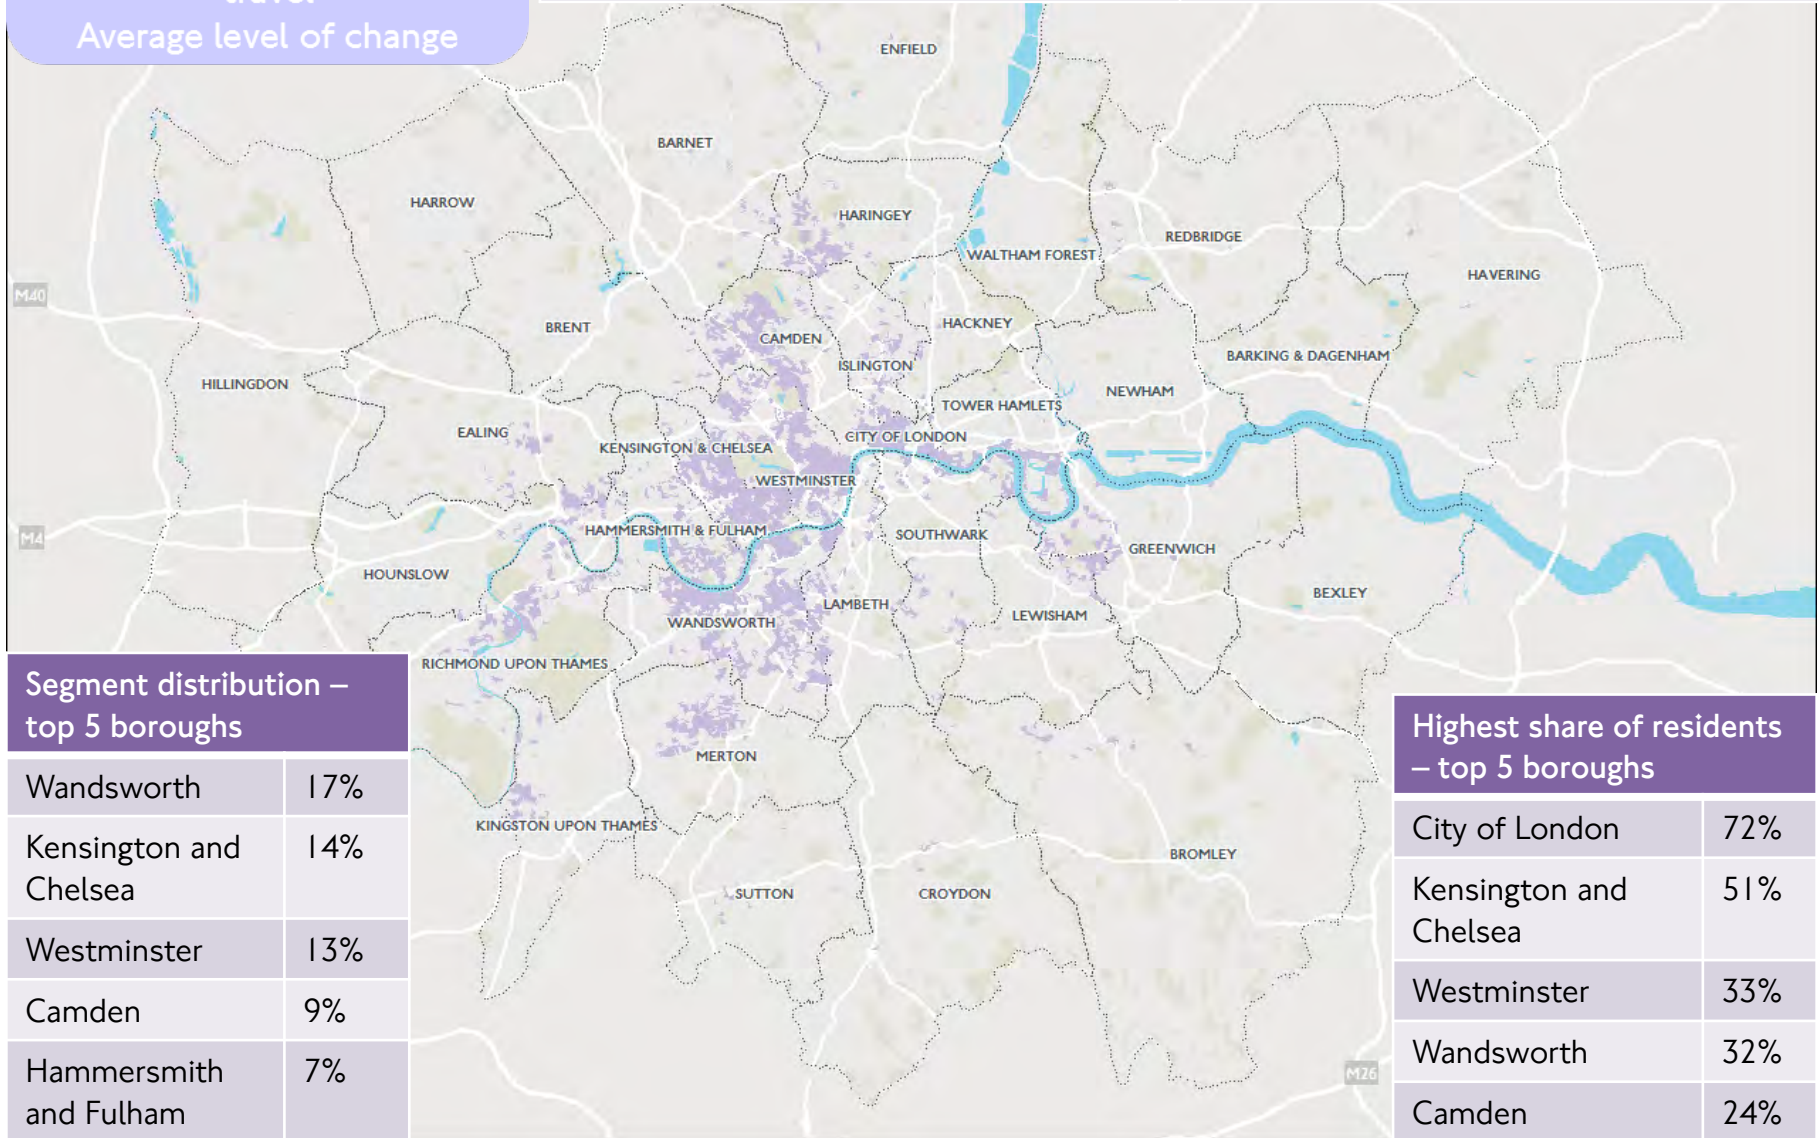 travel
Average level of change
ENFIELD
BARNET
HARROW
HARINGEY
REDBRIDGE
WALTHAM FOREST
HAVERING
M40
BRENT
HACKNEY
CAMDEN
BARKING & DAGENHAM
ISLINGTON
HILLINGDON
NEWHAM
TOWER HAMLETS
EALING
CITY OF LONDON
KENSINGTON & CHELSEA
WESTMINSTER
M4
HAMMERSMITH & FULHAM
SOUTHWARK
GREENWICH
HOUNSLOW
BEXLEY
LAMBETH
LEWISHAM
WANDSWORTH
RICHMOND UPON THAMES
MERTON
KINGSTON UPON THAMES
BROMLEY
SUTTON
CROYDON
M26
Segment distribution –
top 5 boroughs
Wandsworth 17%
Kensington and 14%
Chelsea
Westminster 13%
Camden 9%
Hammersmith 7%
and Fulham
Highest share of residents
– top 5 boroughs
City of London 72%
Kensington and 51%
Chelsea
Westminster 33%
Wandsworth 32%
Camden 24%